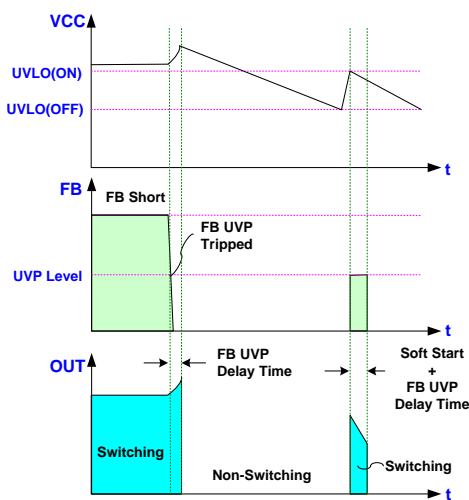 VCC
UVLO(ON)
UVLO(OFF)
t
FB
FB Short
FB UVP
Tripped
UVP Level
t
OUT
FB UVP
Delay Time
Soft Start
+
FB UVP
Delay Time
Switching
Non-Switching
Switching
t